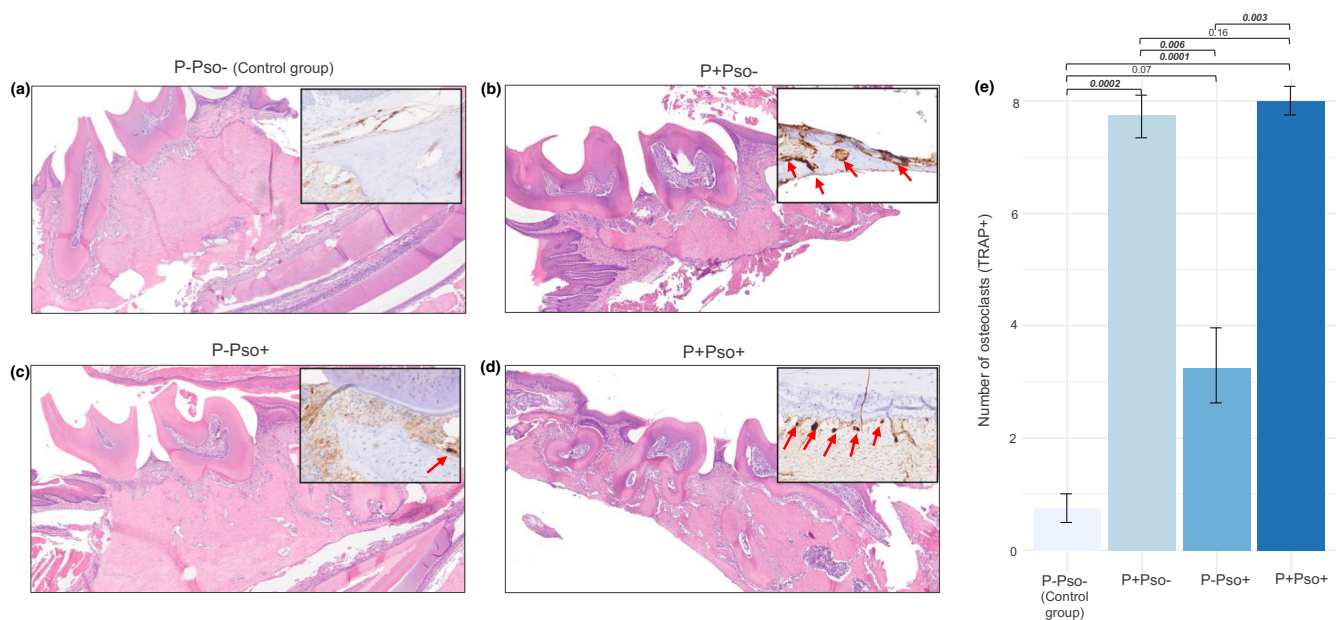 P-Pso- (Control group)
(a)
P+Pso-
(b)
P-Pso+
(c)
P+Pso+
(d)
(e)
0.003
0.16
0.006
0.0001
0.07
0.0002
Number of osteoclasts (TRAP+)
8
6
4
2
0
P-Pso-
(Control
group)
P+Pso-
P-Pso+
P+Pso+